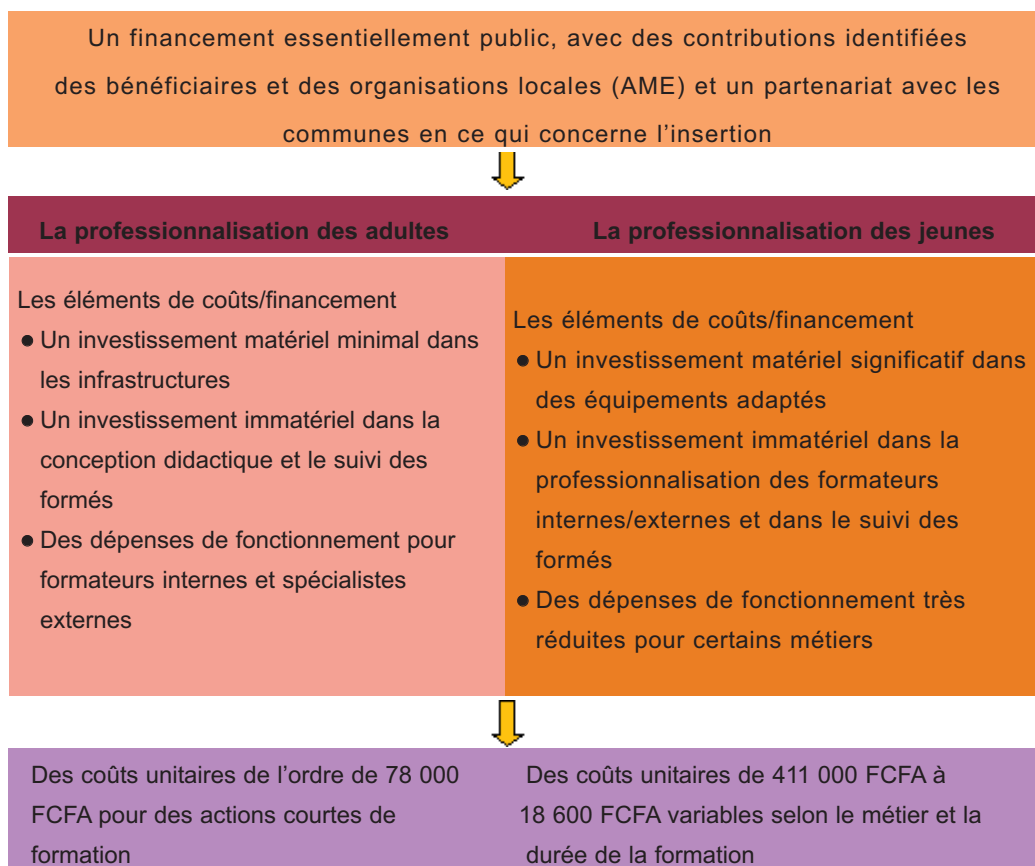 Un financement essentiellement public, avec des contributions identifiées
des bénéficiaires et des organisations locales (AME) et un partenariat avec les
communes en ce qui concerne l'insertion
La professionnalisation des adultes
Les éléments de coûts/financement
● Un investissement matériel minimal dans
les infrastructures
● Un investissement immatériel dans la
conception didactique et le suivi des
formés
● Des dépenses de fonctionnement pour
formateurs internes et spécialistes
externes
La professionnalisation des jeunes
Les éléments de coûts/financement
● Un investissement matériel significatif dans
des équipements adaptés
● Un investissement immatériel dans la
professionnalisation des formateurs
internes/externes et dans le suivi des
formés
● Des dépenses de fonctionnement très
réduites pour certains métiers
Des coûts unitaires de l'ordre de 78 000
FCFA pour des actions courtes de
formation
Des coûts unitaires de 411 000 FCFA à
18 600 FCFA variables selon le métier et la
durée de la formation